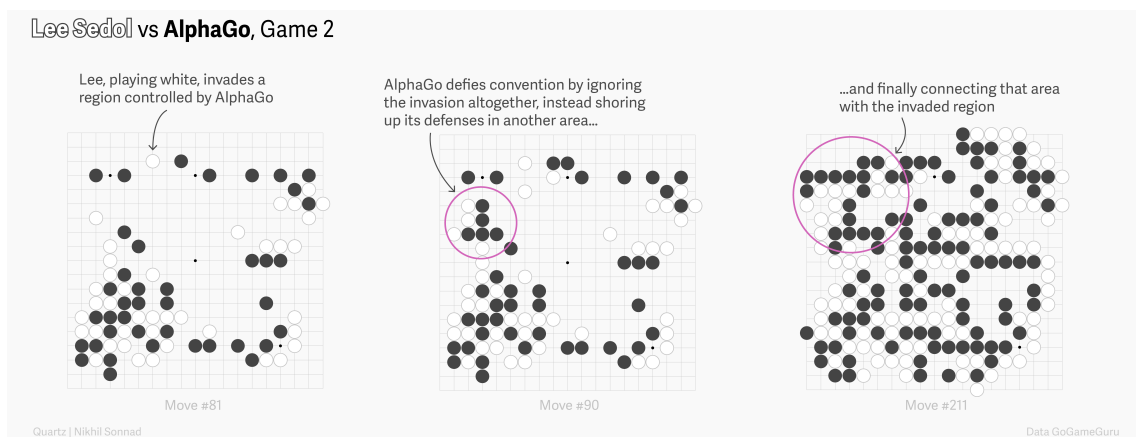 Lee Sedol vs AlphaGo, Game 2
Lee, playing white, invades a
region controlled by AlphaGo
AlphaGo defies convention by ignoring
the invasion altogether, instead shoring
up its defenses in another area…
…and finally connecting that area
with the invaded region
Move #81
Move #90
Move #211
Quartz | Nikhil Sonnad
Data GoGameGuru